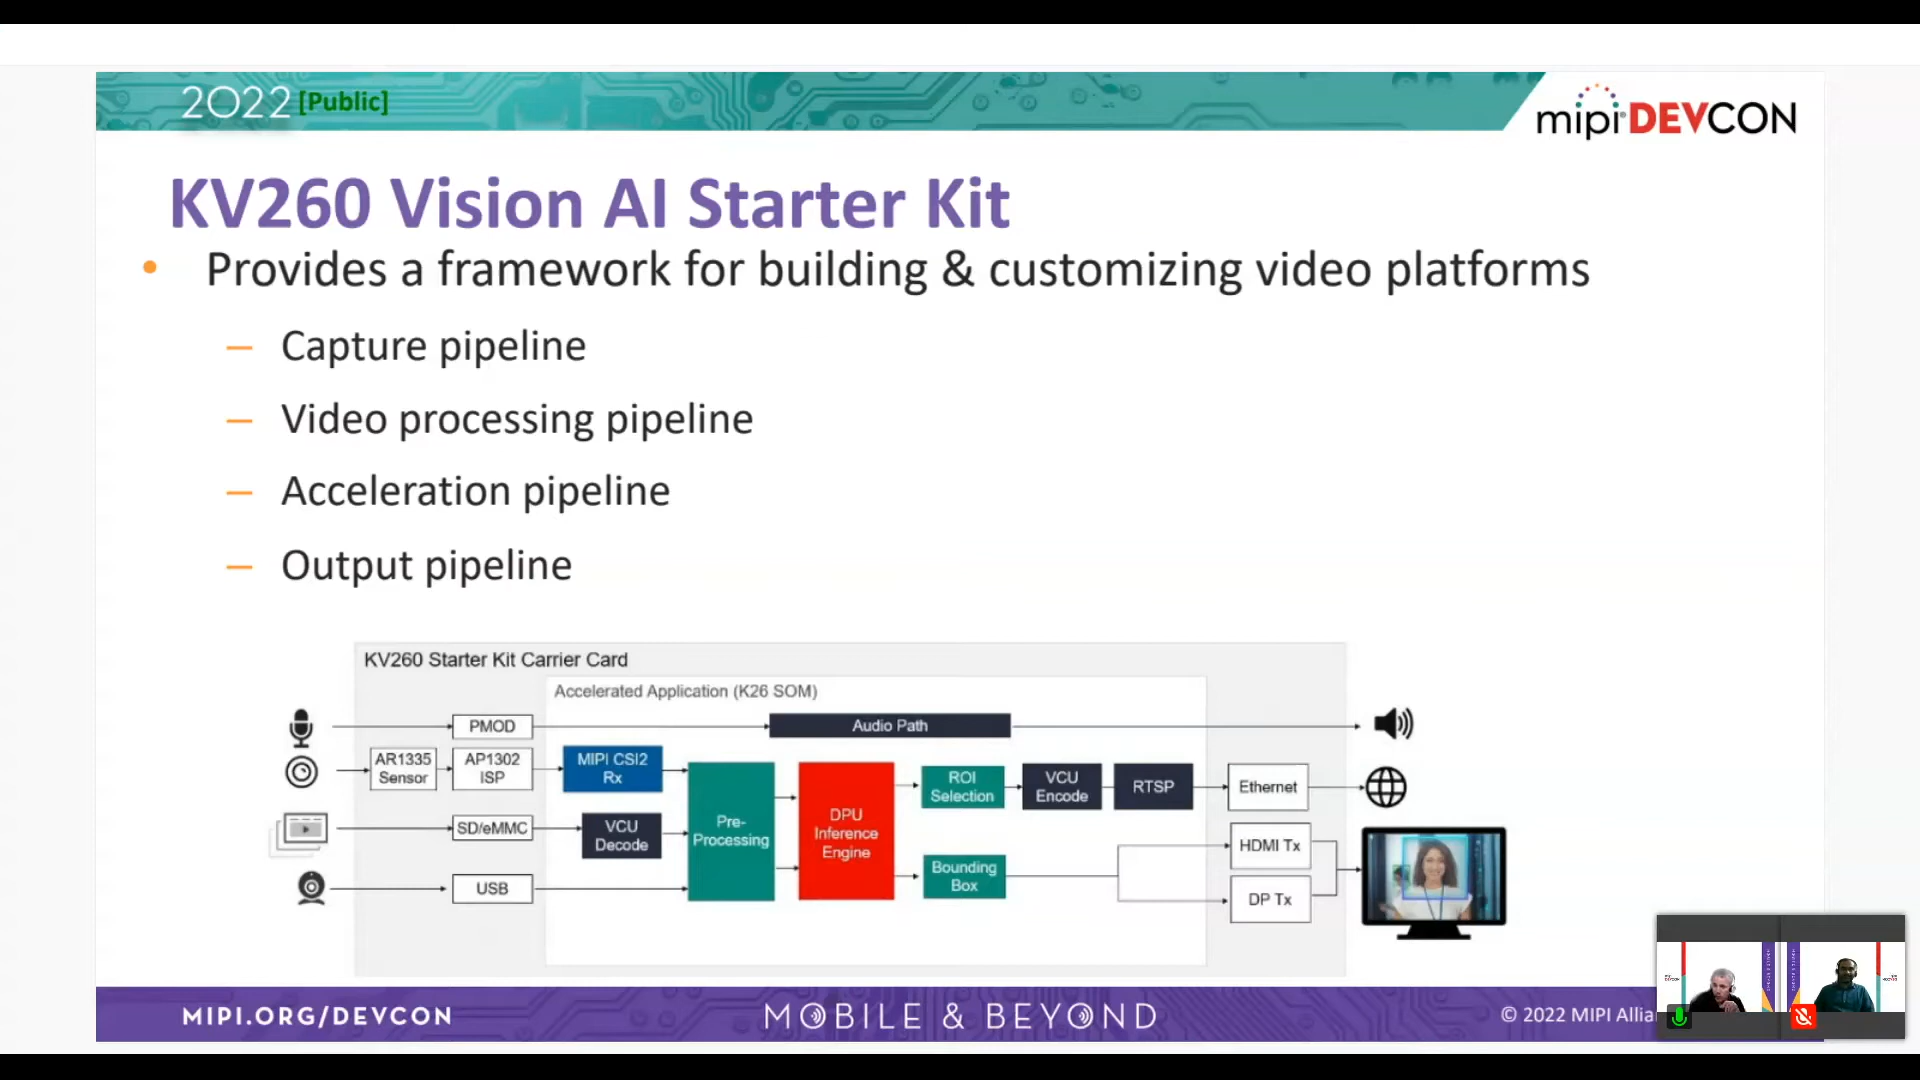 2022 [Public]
mipi DEVCON
KV260 Vision AI Starter Kit
• Provides a framework for building & customizing video platforms
– Capture pipeline
– Video processing pipeline
– Acceleration pipeline
– Output pipeline
KV260 Starter Kit Carrier Card
Accelerated Application (K26 SOM)
PMOD
Audio Path
AR1335
Sensor
AP1302
ISP
MIPI CSI2
Rx
SD/eMMC
VCU
Decode
USB
Pre-
Processing
DPU
Inference
Engine
ROI
Selection
VCU
Encode
RTSP
Ethernet
Bounding
Box
HDMI Tx
DP Tx
MIPI.ORG/DEVCON
MOBILE & BEYOND
© 2022 MIPI Allia